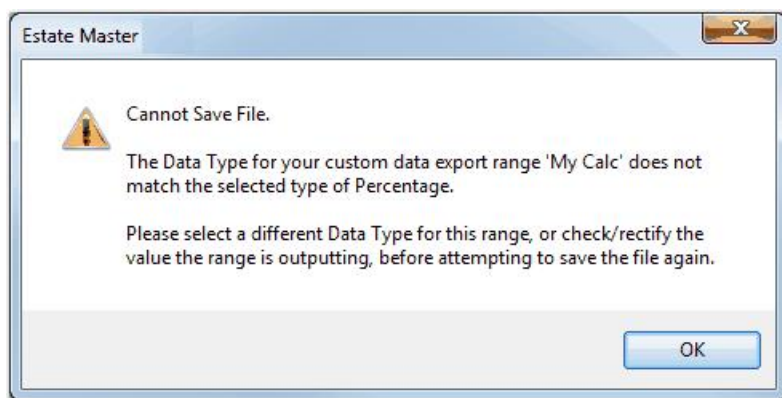 Estate Master
Cannot Save File.
The Data Type for your custom data export range 'My Calc' does not
match the selected type of Percentage.
Please select a different Data Type for this range, or check/rectify the
value the range is outputting, before attempting to save the file again.
OK